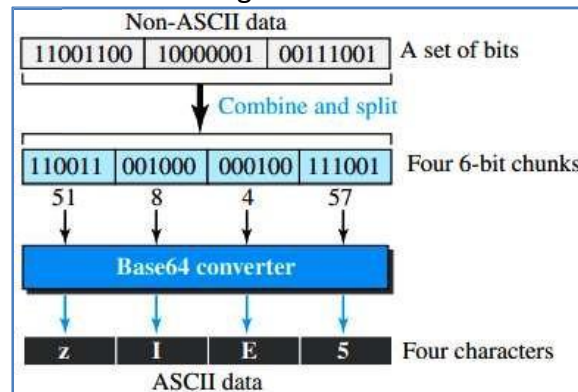 Non-ASCII data
11001100 10000001 00111001 A set of bits
Combine and split
110011 001000 000100 111001 Four 6-bit chunks
51 8 4 57
Base64 converter
z I E 5 Four characters
ASCII data